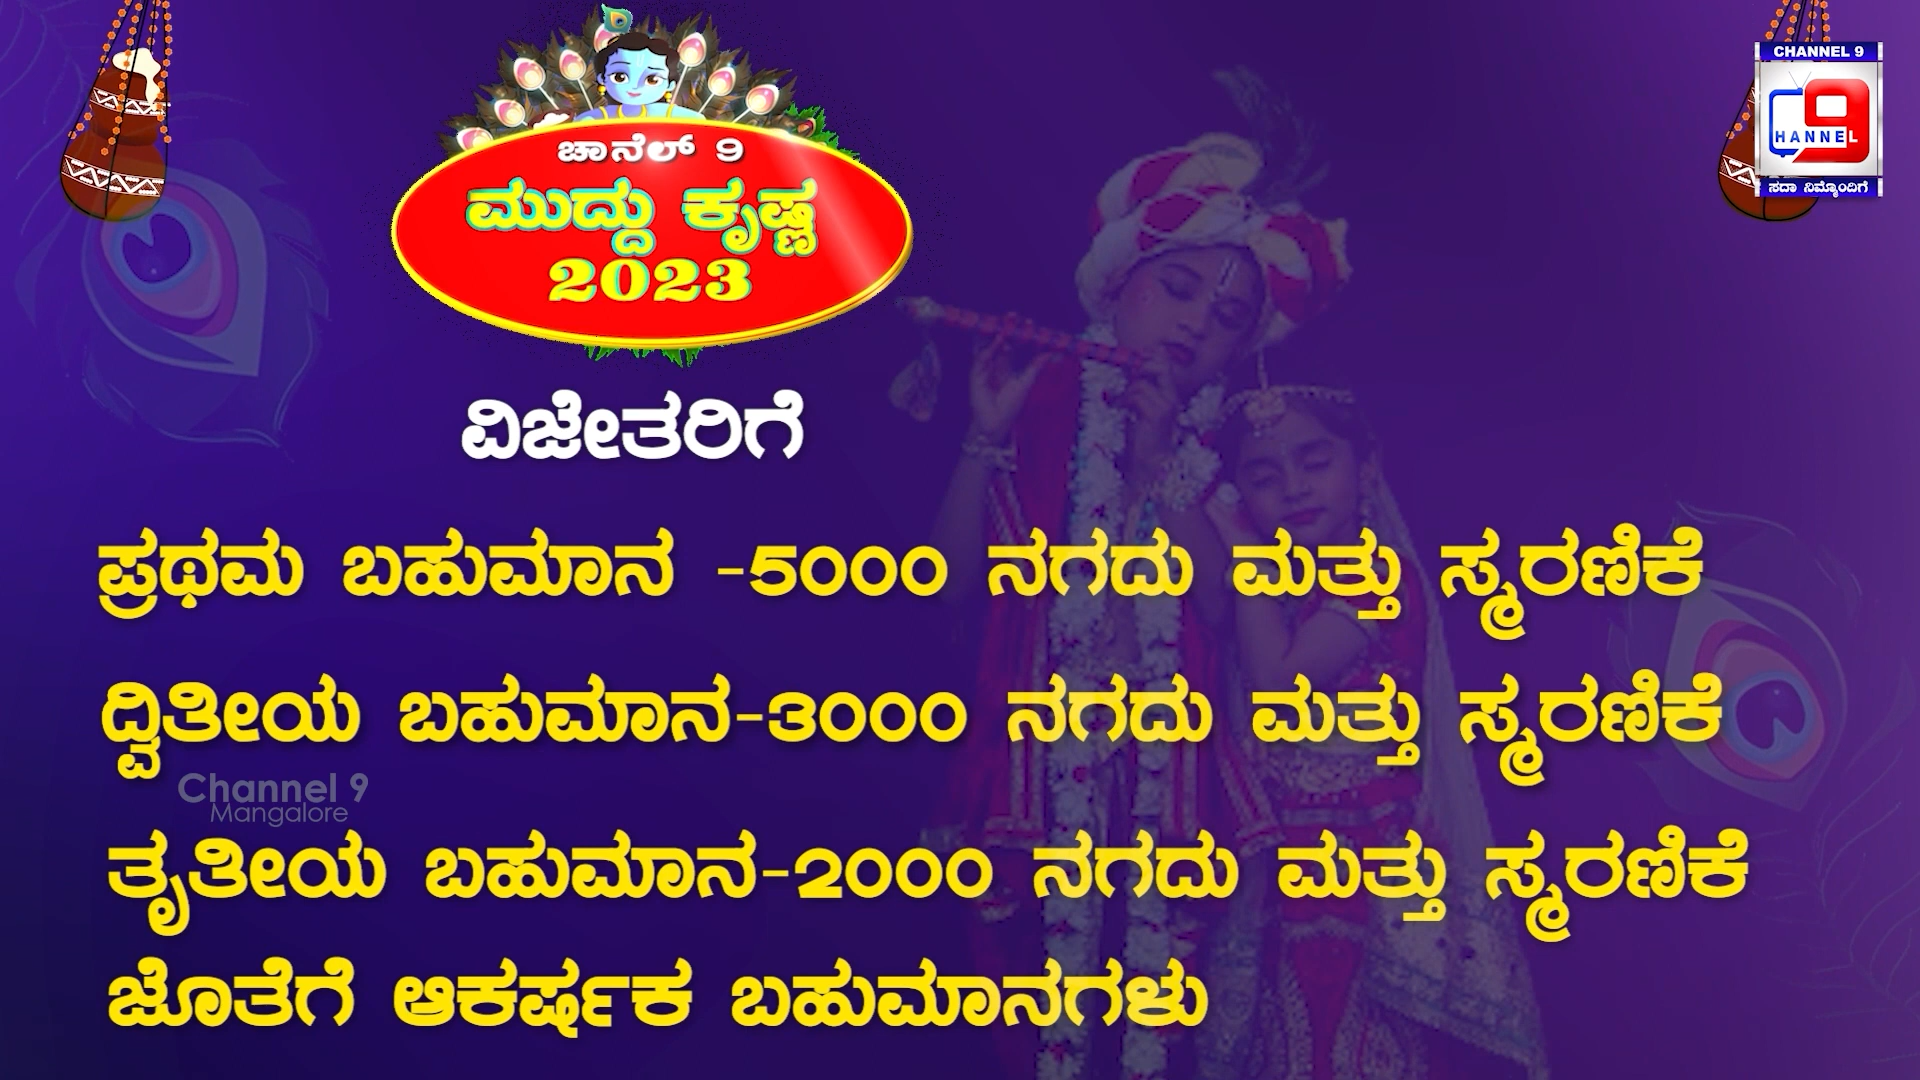 ಚಾನೆಲ್ 9
ಮುದ್ದು ಕೃಷ್ಣ
2023
CHANNEL 9
9
HANNEL
ಸದಾ ನಿಮ್ಮೊಂದಿಗೆ
ವಿಜೇತರಿಗೆ
ಪ್ರಥಮ ಬಹುಮಾನ -5000 ನಗದು ಮತ್ತು ಸ್ಮರಣಿಕೆ
ದ್ವಿತೀಯ ಬಹುಮಾನ-3000 ನಗದು ಮತ್ತು ಸ್ಮರಣಿಕೆ
Channel 9
Mangalore
ತೃತೀಯ ಬಹುಮಾನ-2000 ನಗದು ಮತ್ತು ಸ್ಮರಣಿಕೆ
ಜೊತೆಗೆ ಆಕರ್ಷಕ ಬಹುಮಾನಗಳು